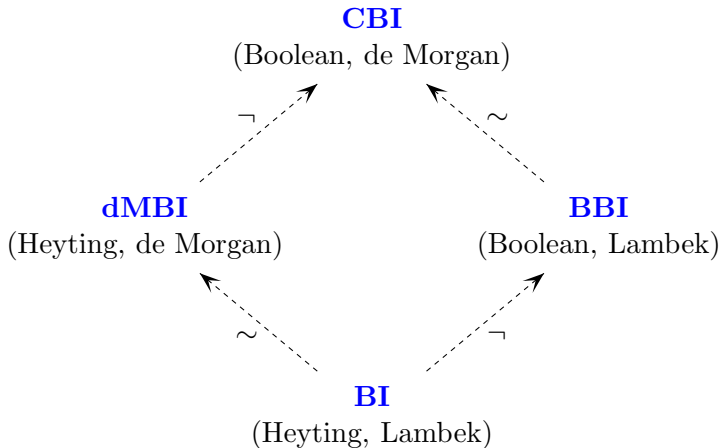 CBI
(Boolean, de Morgan)
¬
∼
dMBI
BBI
(Heyting, de Morgan)
(Boolean, Lambek)
∼
¬
BI
(Heyting, Lambek)